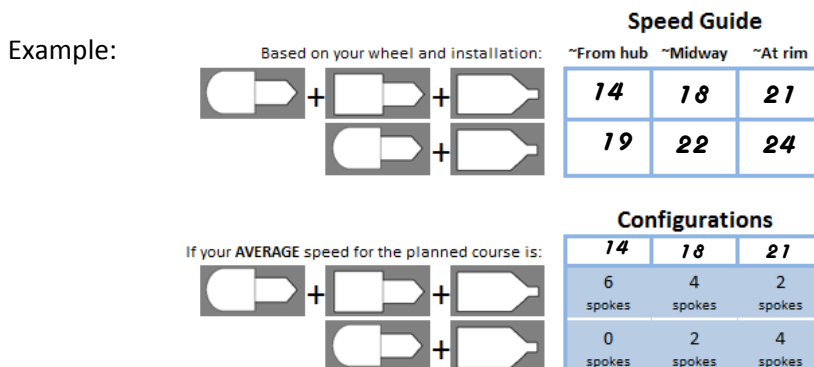 Speed Guide
Example:
Based on your wheel and installation: ~From hub ~Midway ~At rim
+ + 14 18 21
+ 19 22 24
Configurations
If your AVERAGE speed for the planned course is: 14 18 21
+ + 6 4 2
spokes spokes spokes
+ 0 2 4
spokes spokes spokes